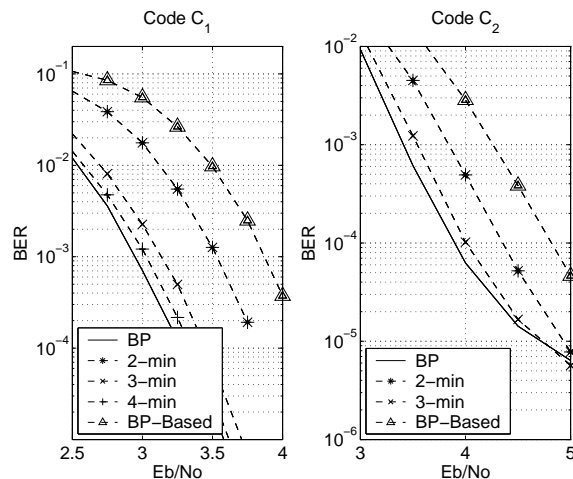 Code C1
BER
10−1
10−2
10−3
10−4
BP
2−min
3−min
4−min
BP−Based
2.5 3 3.5 4
Eb/No
Code C2
BER
10−2
10−3
10−4
10−5
10−6
BP
2−min
3−min
BP−Based
3 4 5
Eb/No